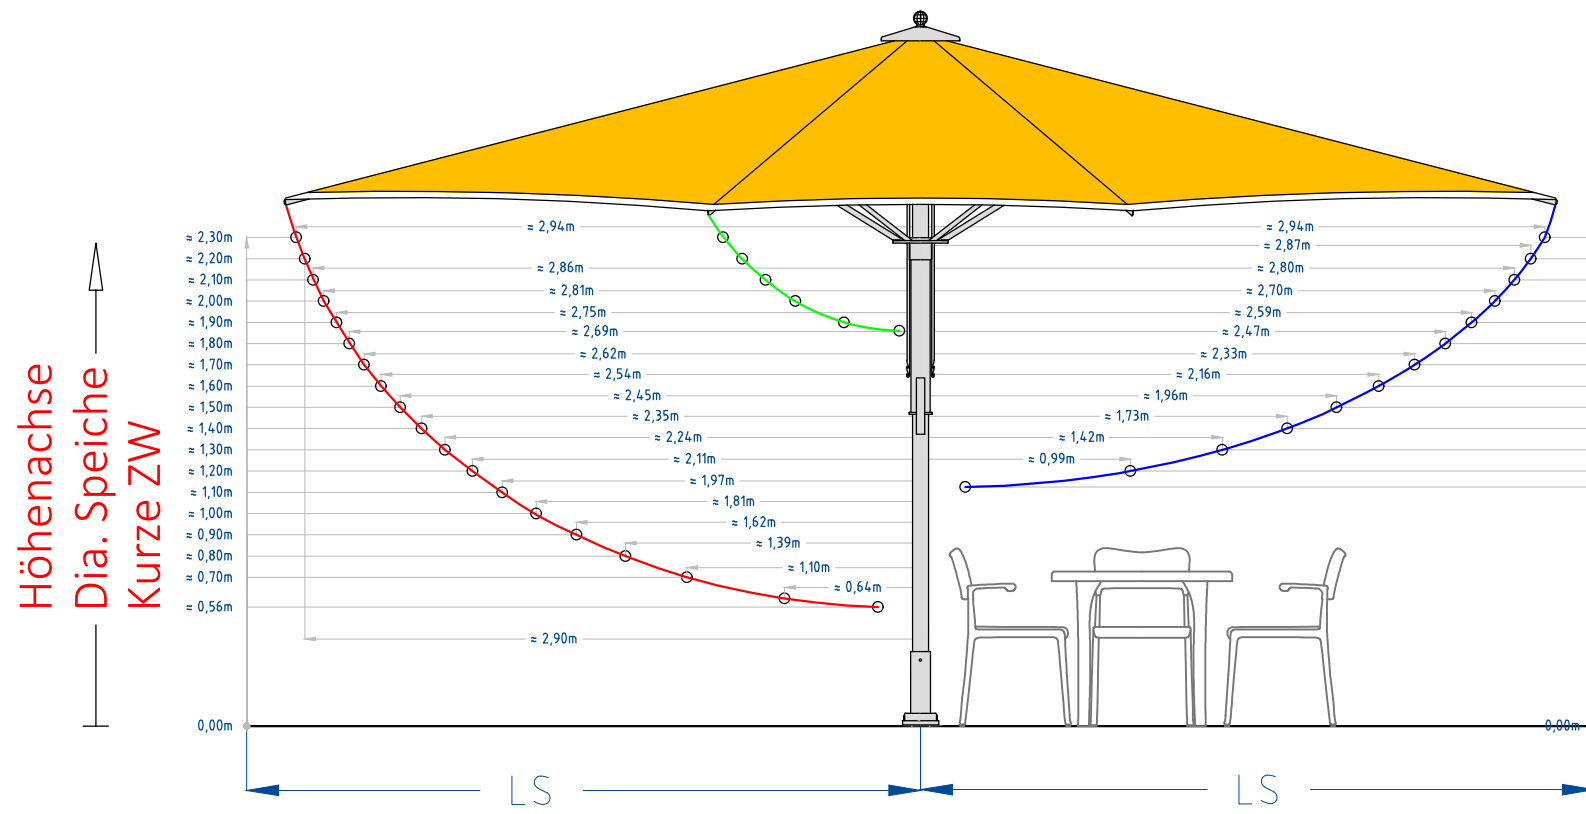 Höhenachse
Dia. Speiche
Kurze ZW
≈ 2,30m
≈ 2,20m
≈ 2,10m
≈ 2,00m
≈ 1,90m
≈ 1,80m
≈ 1,70m
≈ 1,60m
≈ 1,50m
≈ 1,40m
≈ 1,30m
≈ 1,20m
≈ 1,10m
≈ 1,00m
≈ 0,90m
≈ 0,80m
≈ 0,70m
≈ 0,56m
0,00m
≈ 2,94m
≈ 2,86m
≈ 2,81m
≈ 2,75m
≈ 2,69m
≈ 2,62m
≈ 2,54m
≈ 2,45m
≈ 2,35m
≈ 2,24m
≈ 2,11m
≈ 1,97m
≈ 1,81m
≈ 1,62m
≈ 1,39m
≈ 1,10m
≈ 0,64m
≈ 2,90m
≈ 2,94m
≈ 2,87m
≈ 2,80m
≈ 2,70m
≈ 2,59m
≈ 2,47m
≈ 2,33m
≈ 2,16m
≈ 1,96m
≈ 1,73m
≈ 1,42m
≈ 0,99m
0,00m
LS
LS